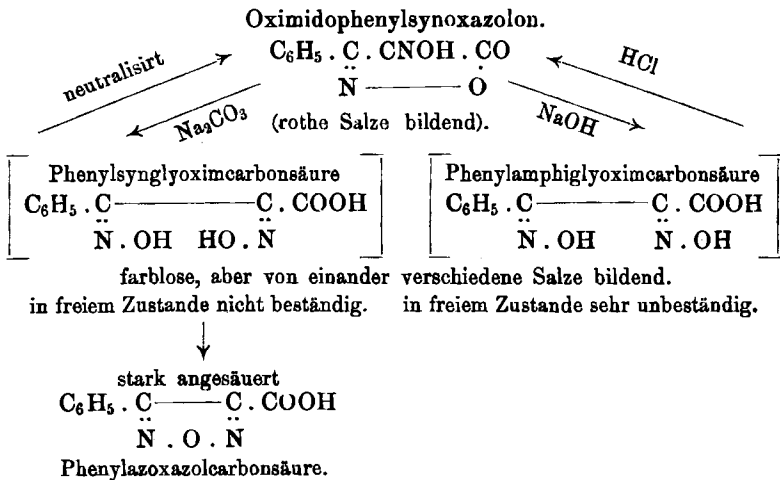 Oximidophenylsynoxazolon.
C₆H₅ . C . CNOH . CO
N O
neutralisirt
Na₂CO₃
(rothe Salze bildend).
NaOH
HCl
Phenylsynglyoximcarbonsäure
C₆H₅ . C C . COOH
N . OH HO . N
Phenylamphiglyoximcarbonsäure
C₆H₅ . C C . COOH
N . OH N . OH
farblose, aber von einander verschiedene Salze bildend.
in freiem Zustande nicht beständig. in freiem Zustande sehr unbeständig.
stark angesäuert
C₆H₅ . C C . COOH
N . O . N
Phenylazoxazolcarbonsäure.